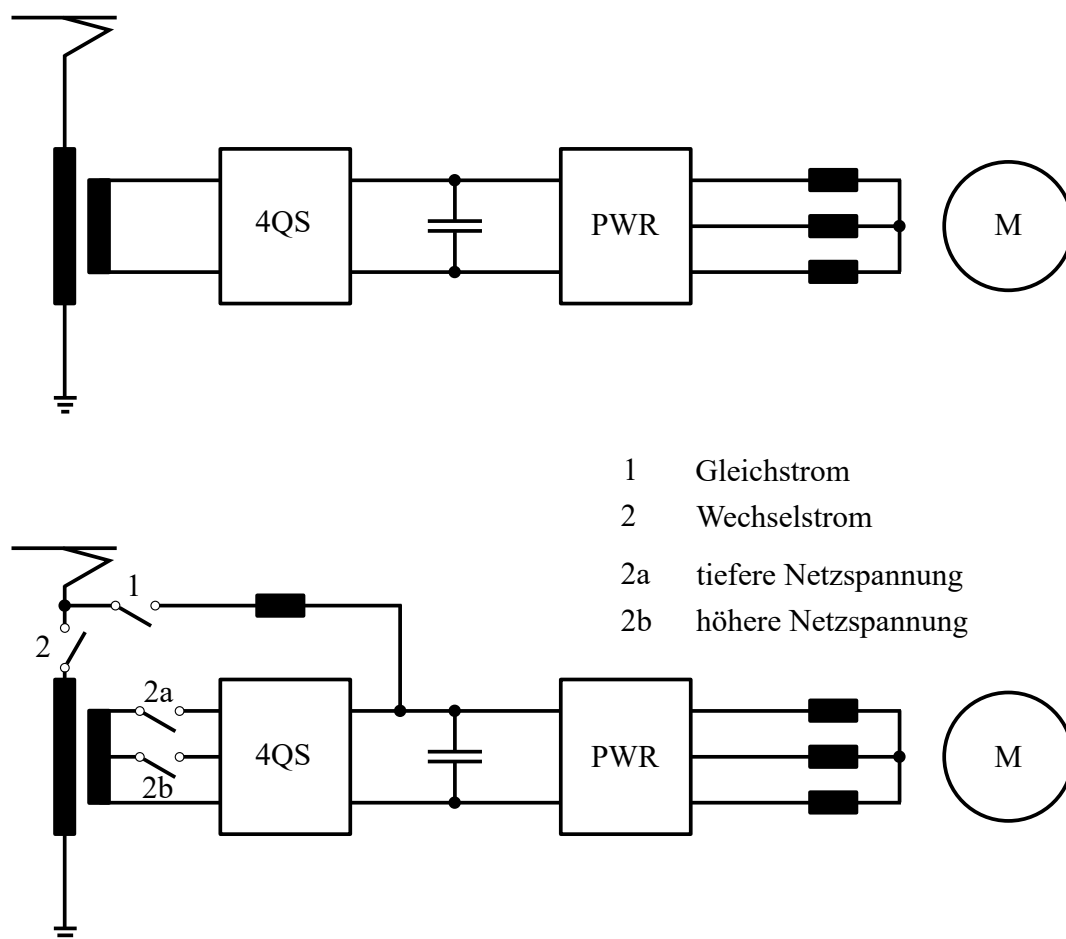 4QS
PWR
M
1 Gleichstrom
2 Wechselstrom
2a tiefere Netzspannung
2b höhere Netzspannung
1
2
2a
2b
4QS
PWR
M